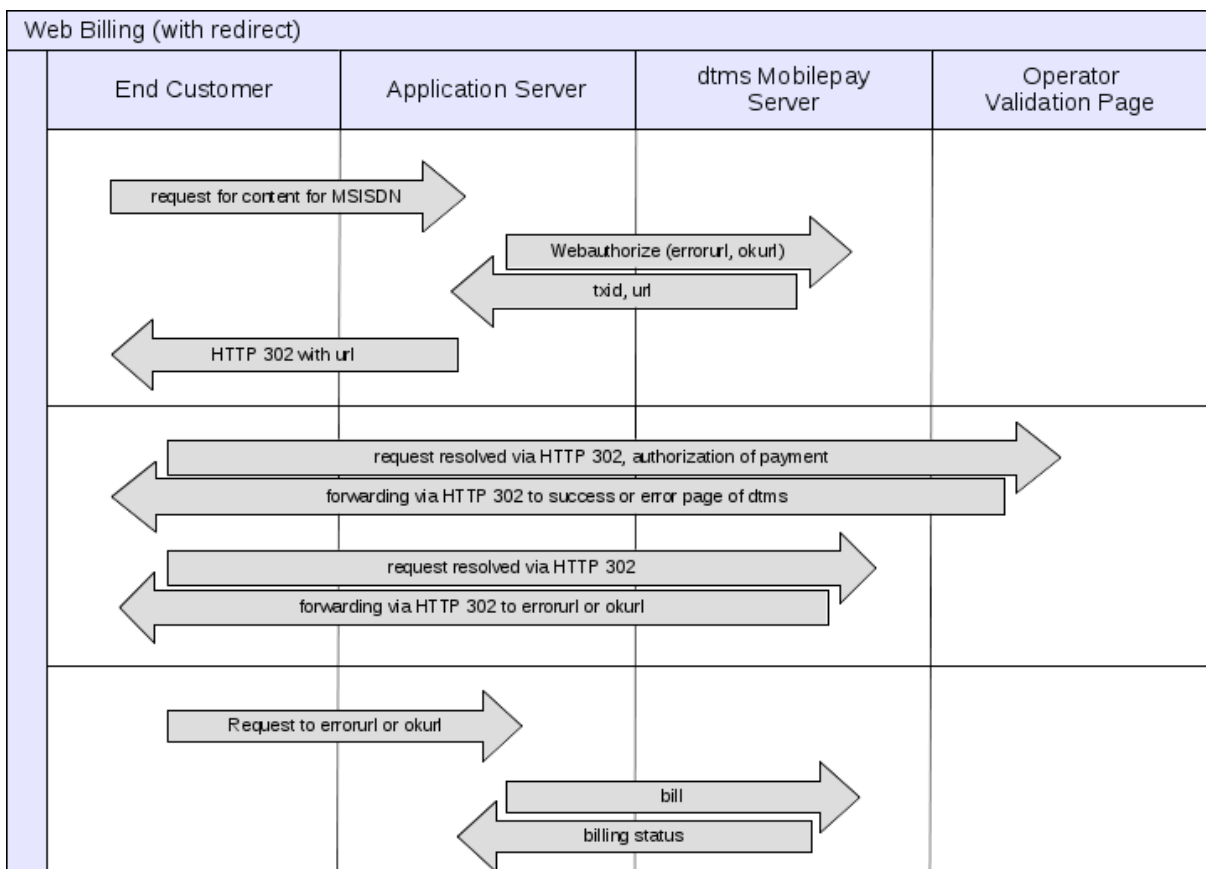 Web Billing (with redirect)
End Customer
Application Server
dtms Mobilepay
Server
Operator
Validation Page
request for content for MSISDN
Webauthorize (errorurl, okurl)
txid, url
HTTP 302 with url
request resolved via HTTP 302, authorization of payment
forwarding via HTTP 302 to success or error page of dtms
request resolved via HTTP 302
forwarding via HTTP 302 to errorurl or okurl
Request to errorurl or okurl
bill
billing status